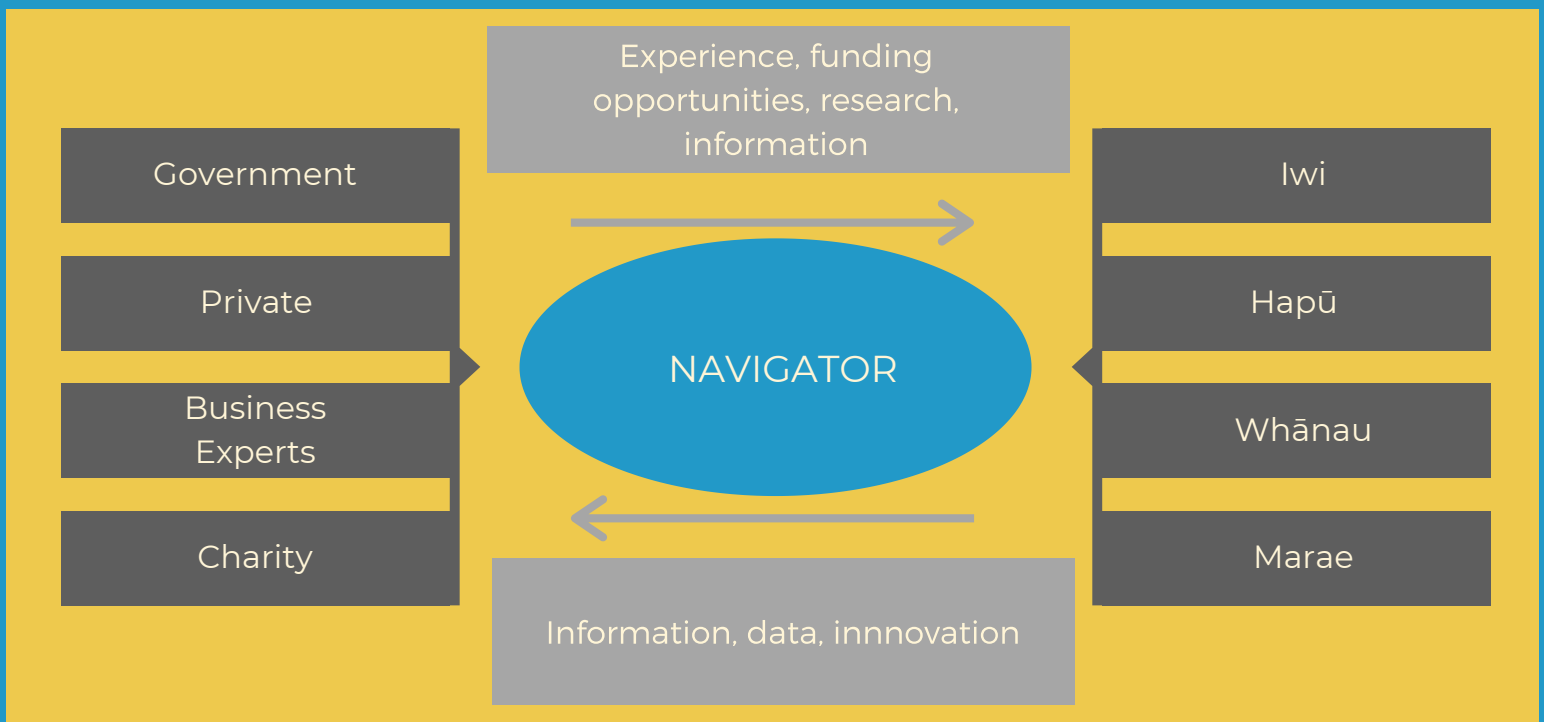 Experience, funding
opportunities, research,
information
Government
Private
Business
Experts
Charity
NAVIGATOR
Iwi
Hapū
Whānau
Marae
Information, data, innnovation